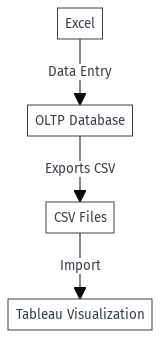 Excel
Data Entry
OLTP Database
Exports CSV
CSV Files
Import
Tableau Visualization